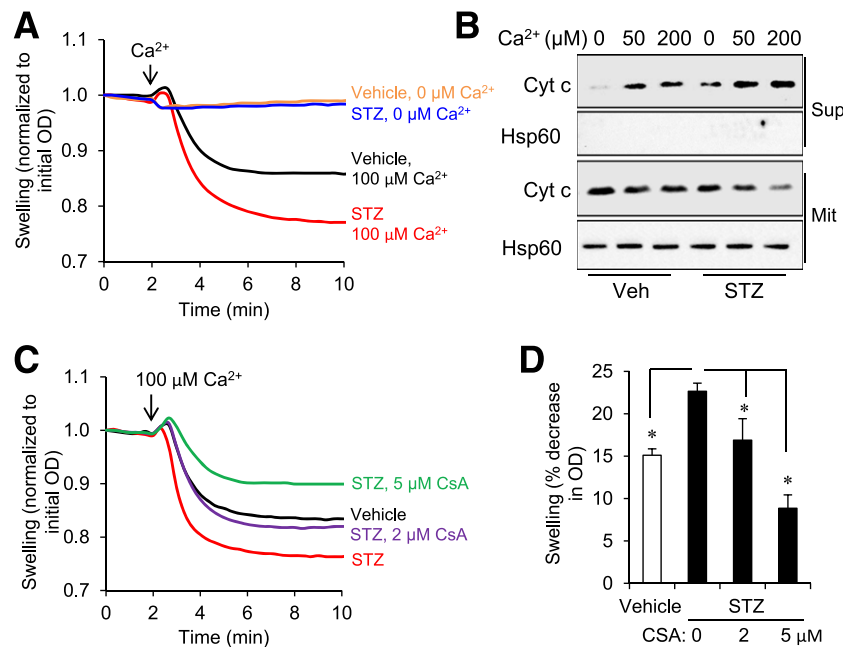 A
Swelling (normalized to
initial OD)
1.1
1.0
0.9
0.8
0.7
Ca²⁺
Vehicle, 0 µM Ca²⁺
STZ, 0 µM Ca²⁺
Vehicle,
100 µM Ca²⁺
STZ
100 µM Ca²⁺
0 2 4 6 8 10
Time (min)
B
Ca²⁺ (µM) 0 50 200 0 50 200
Cyt c
Hsp60
Sup
Cyt c
Hsp60
Mit
Veh STZ
C
Swelling (normalized to
initial OD)
1.1
1.0
0.9
0.8
0.7
100 µM Ca²⁺
STZ, 5 µM CsA
Vehicle
STZ, 2 µM CsA
STZ
0 2 4 6 8 10
Time (min)
D
Swelling (% decrease
in OD)
25
20
15
10
5
0
* * *
Vehicle STZ
CSA: 0 2 5 µM